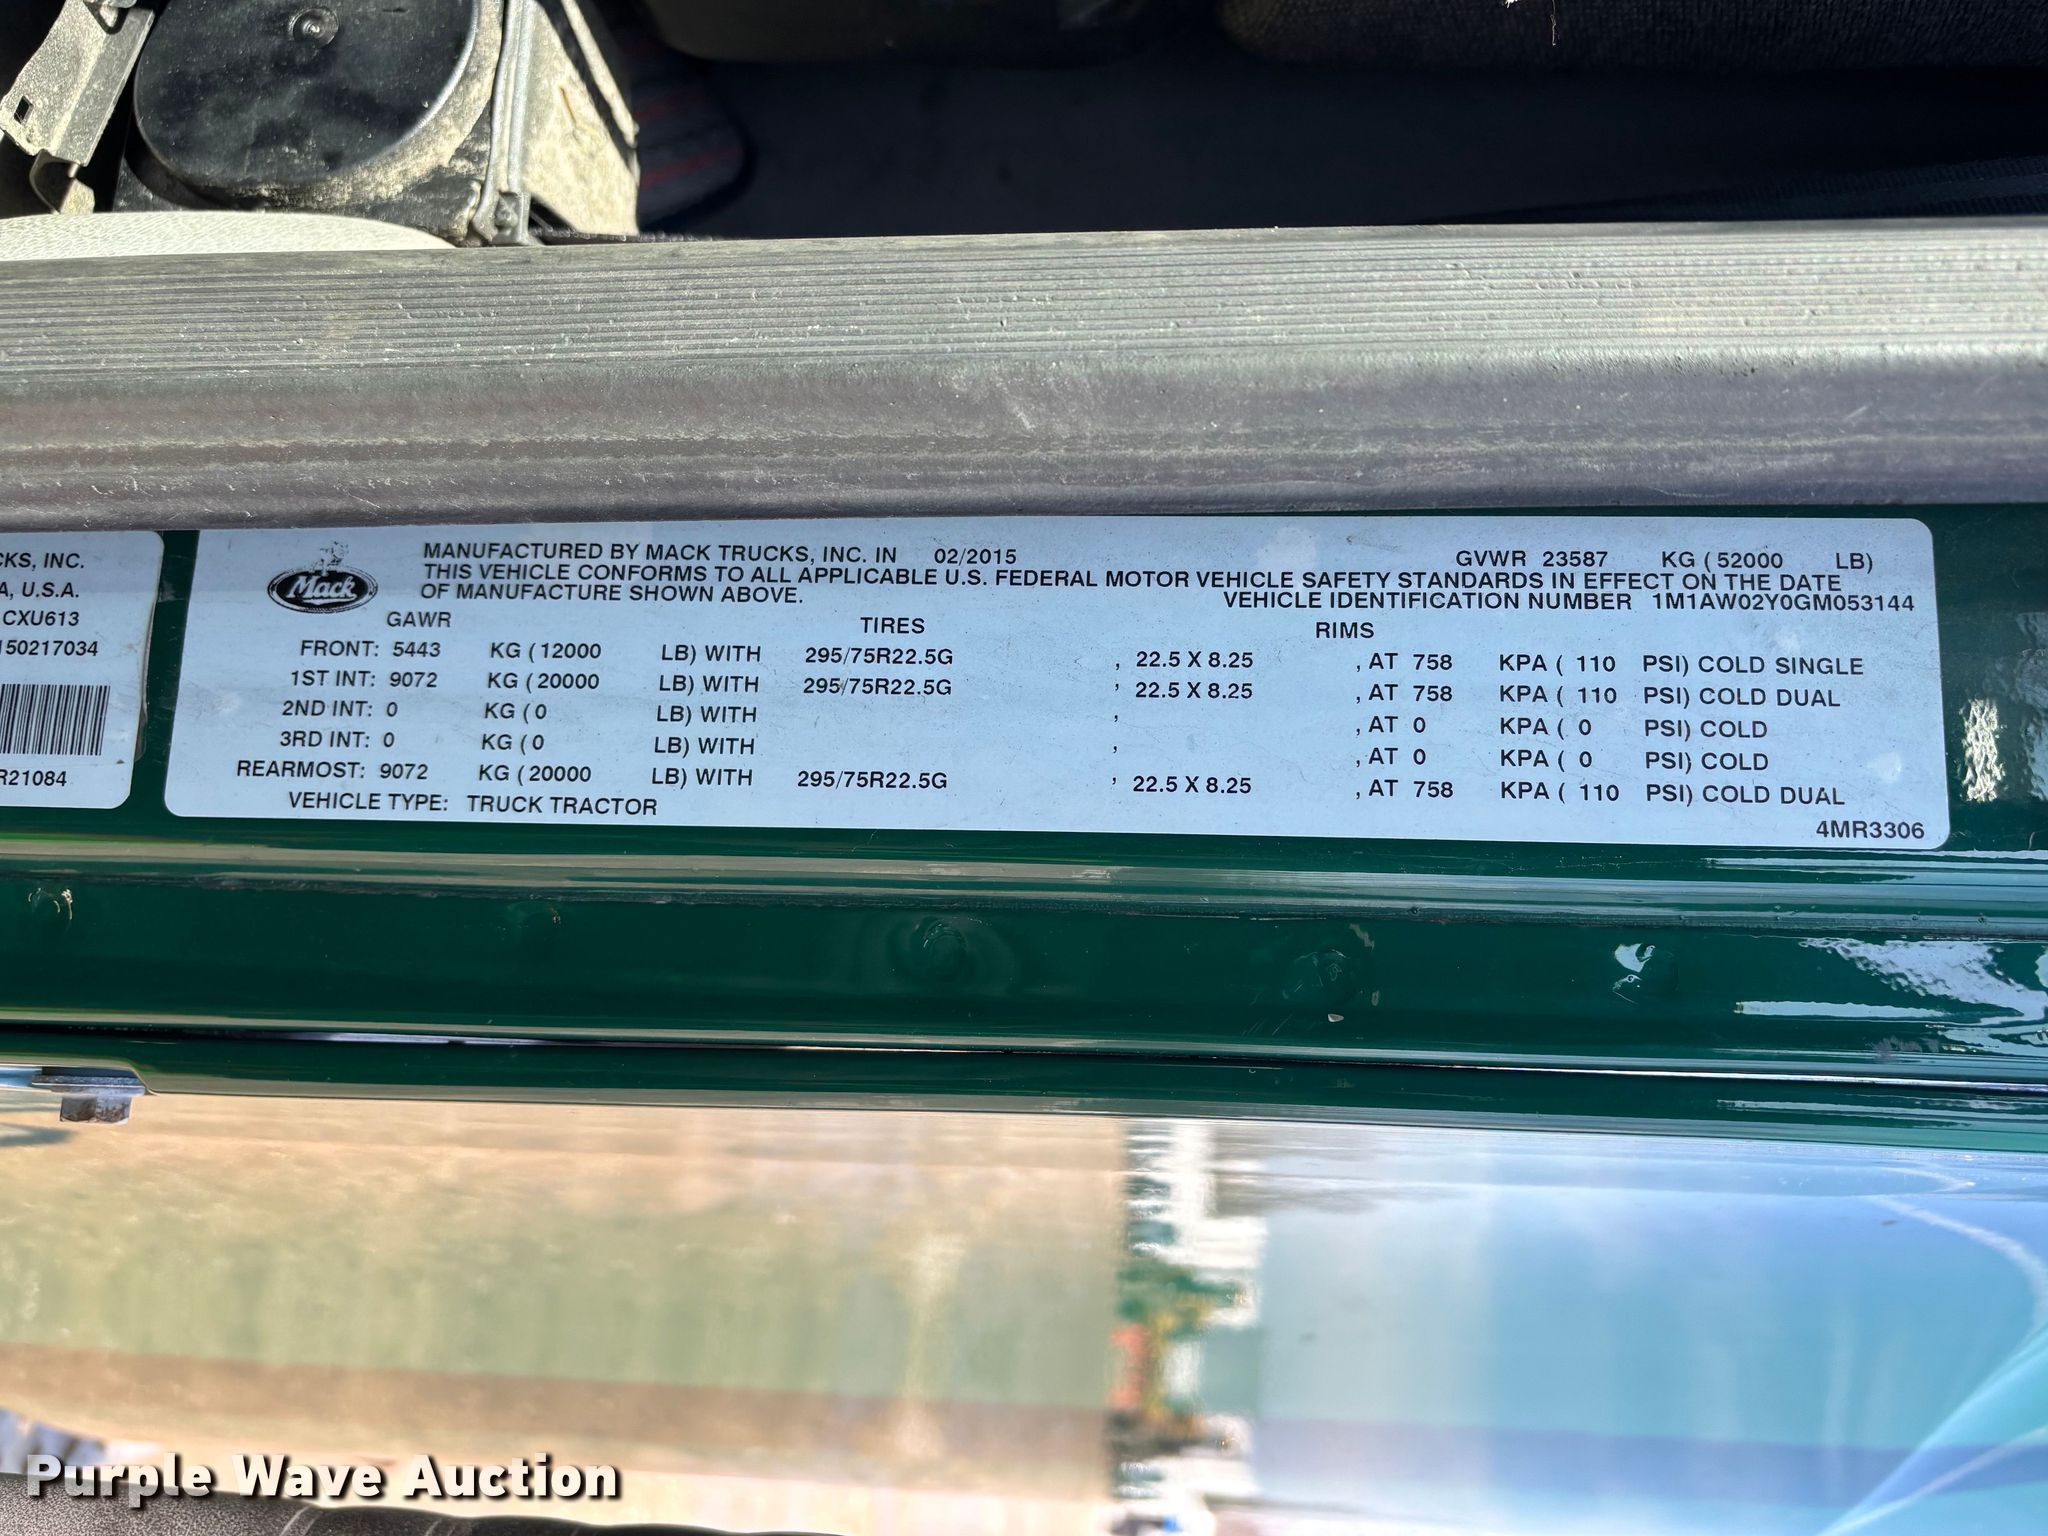 CKS, INC.
A, U.S.A.
CXU613
150217034
R21084
Mack
MANUFACTURED BY MACK TRUCKS, INC. IN 02/2015 GVWR 23587 KG ( 52000 LB)
THIS VEHICLE CONFORMS TO ALL APPLICABLE U.S. FEDERAL MOTOR VEHICLE SAFETY STANDARDS IN EFFECT ON THE DATE
OF MANUFACTURE SHOWN ABOVE. VEHICLE IDENTIFICATION NUMBER 1M1AW02Y0GM053144
GAWR TIRES RIMS
FRONT: 5443 KG ( 12000 LB) WITH 295/75R22.5G , 22.5 X 8.25 , AT 758 KPA ( 110 PSI) COLD SINGLE
1ST INT: 9072 KG ( 20000 LB) WITH 295/75R22.5G , 22.5 X 8.25 , AT 758 KPA ( 110 PSI) COLD DUAL
2ND INT: 0 KG ( 0 LB) WITH , , AT 0 KPA ( 0 PSI) COLD
3RD INT: 0 KG ( 0 LB) WITH , , AT 0 KPA ( 0 PSI) COLD
REARMOST: 9072 KG ( 20000 LB) WITH 295/75R22.5G , 22.5 X 8.25 , AT 758 KPA ( 110 PSI) COLD DUAL
VEHICLE TYPE: TRUCK TRACTOR
4MR3306
Purple Wave Auction